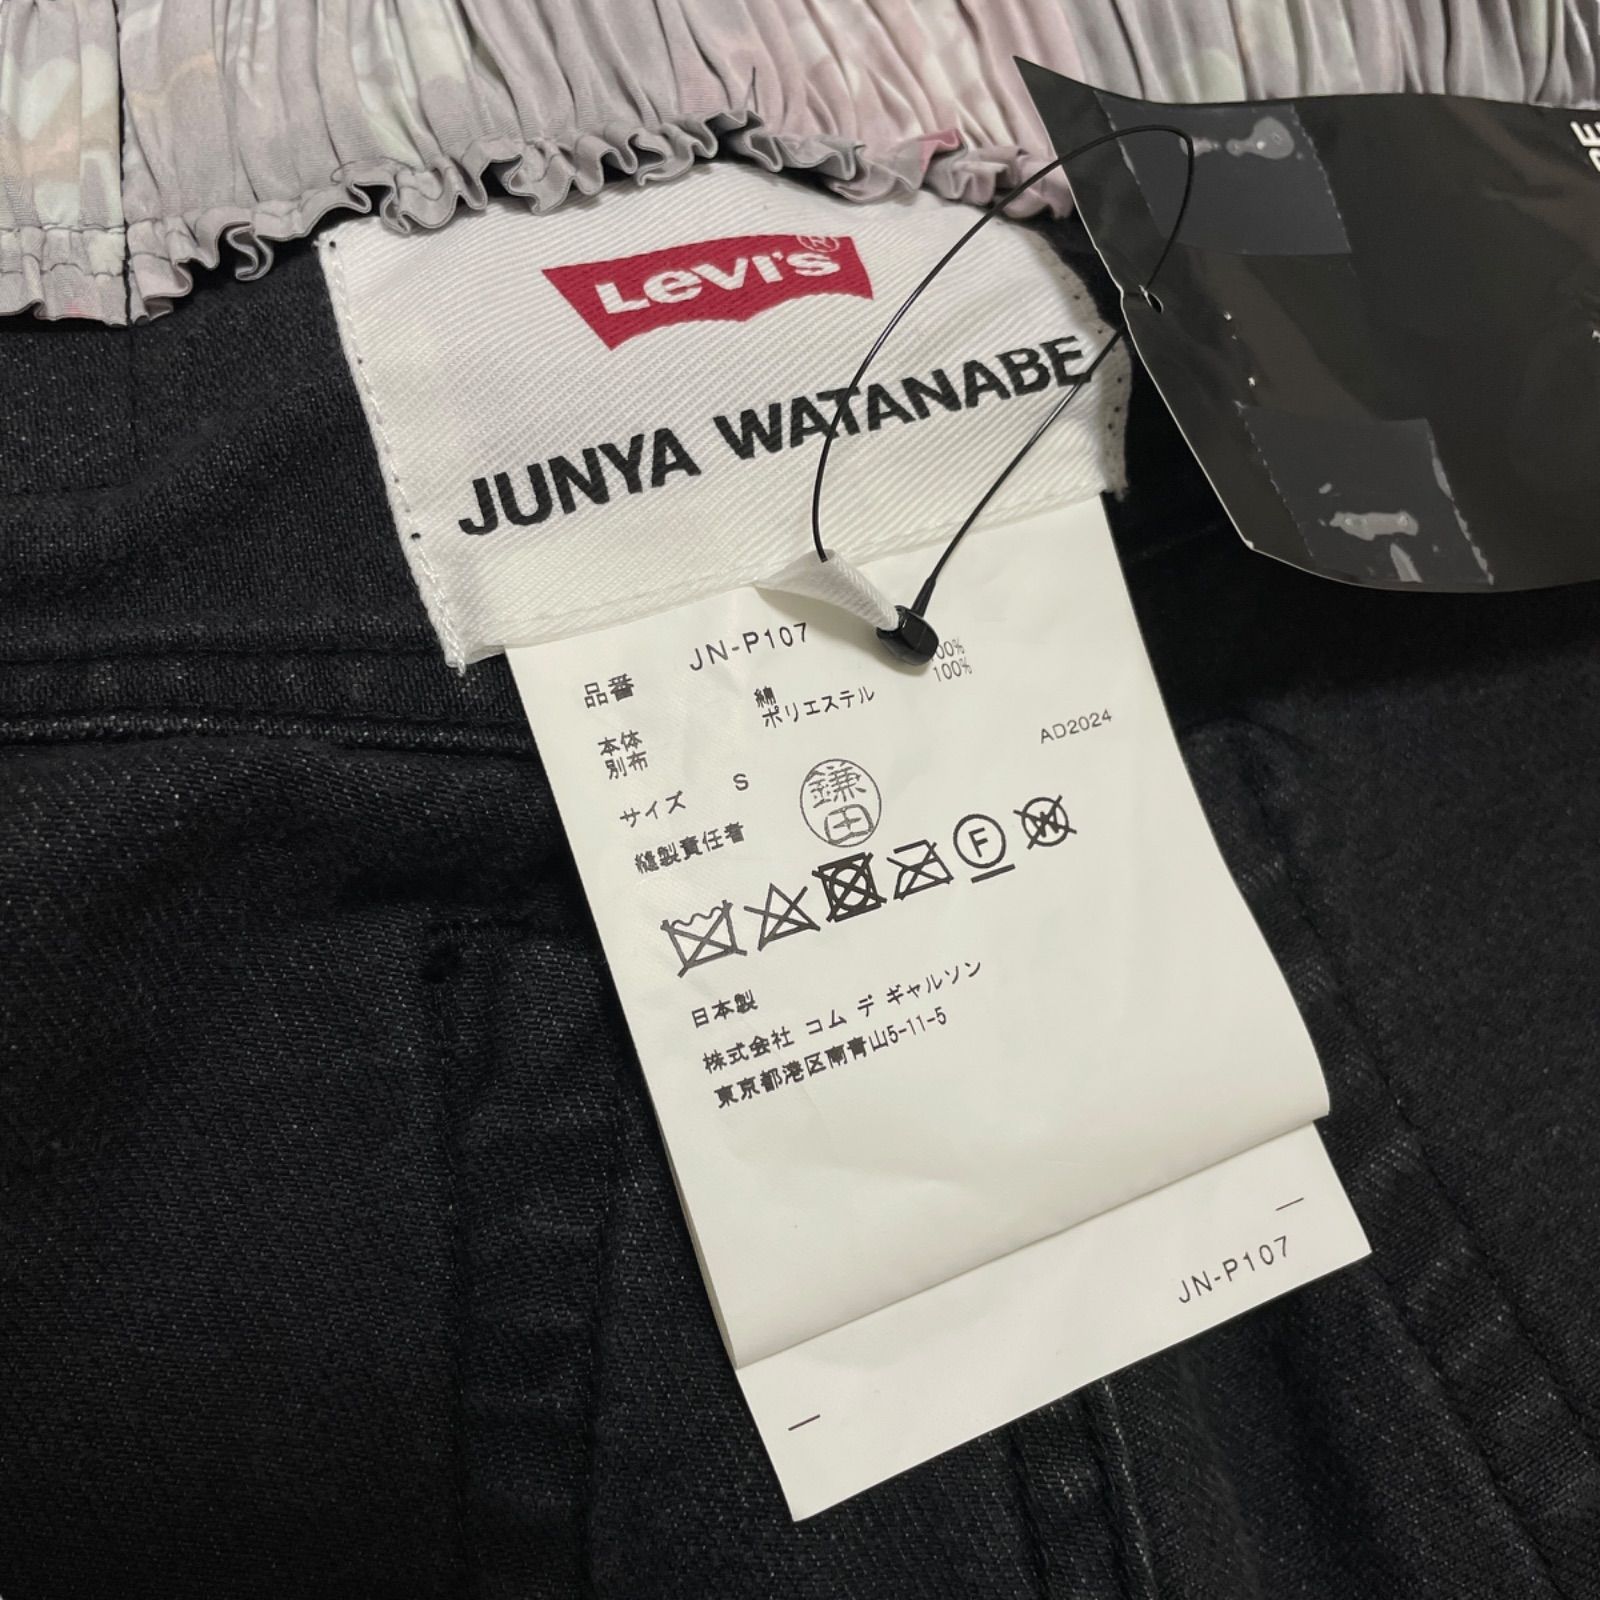 Levi's®
JUNYA WATANABE
品番 JN-P107
本体 綿 00%
別布 ポリエステル 100%
サイズ S AD2024
縫製責任者 鎌田
F
W
日本製
株式会社 コム デ ギャルソン
東京都港区南青山5-11-5
JN-P107